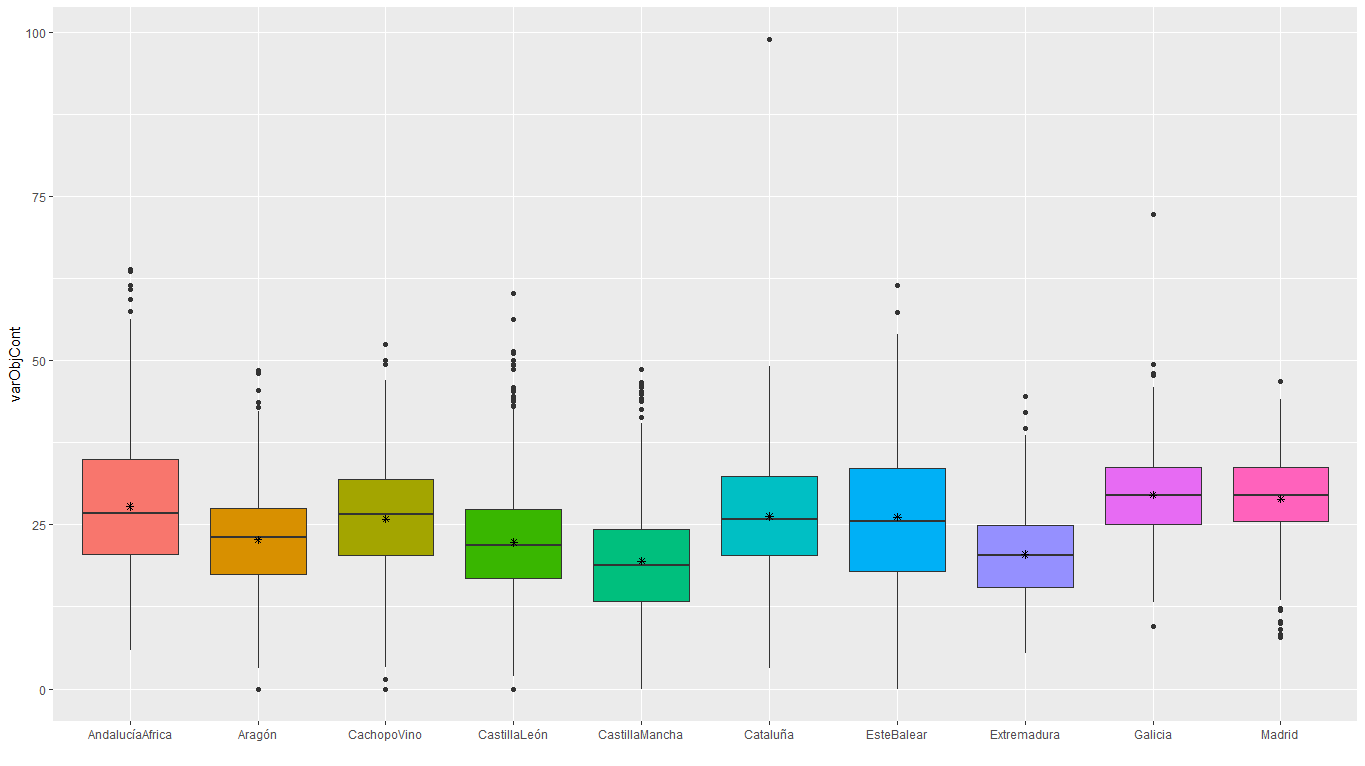 100
75
50
25
0
varObjCont
AndalucíaAfrica
Aragón
CachopoVino
CastillaLeón
CastillaMancha
Cataluña
EsteBalear
Extremadura
Galicia
Madrid